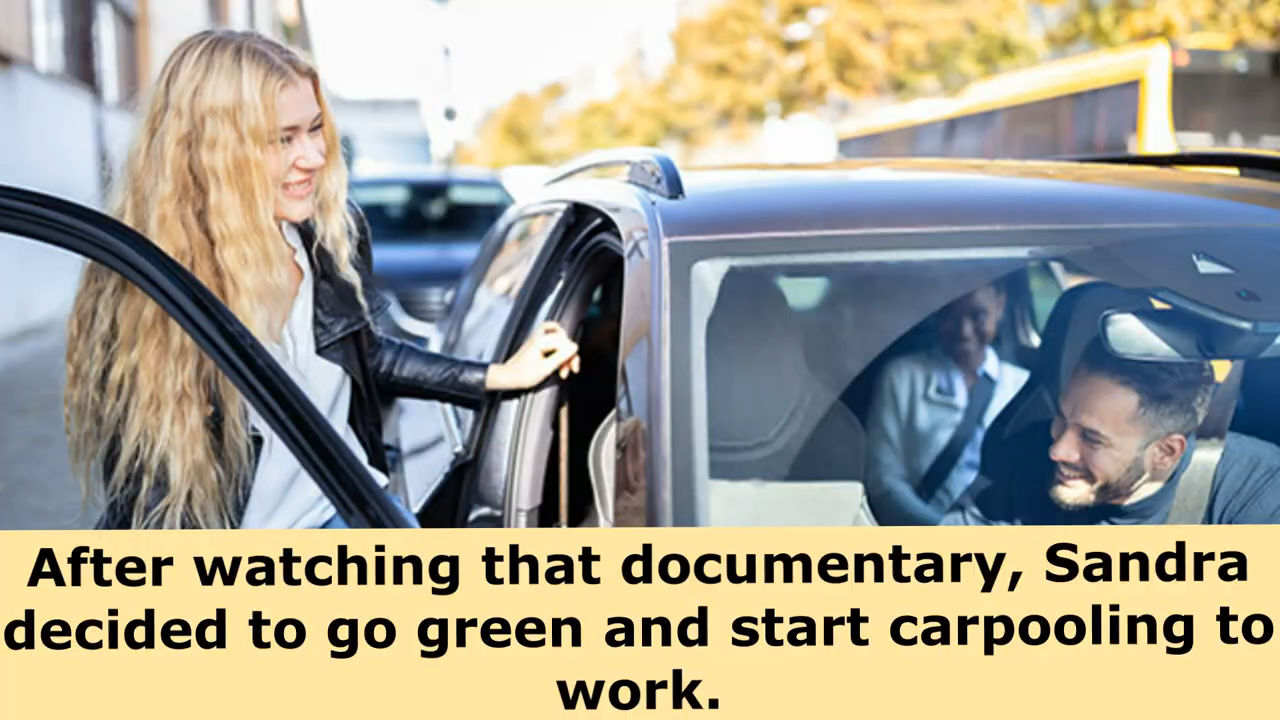 After watching that documentary, Sandra
decided to go green and start carpooling to
work.